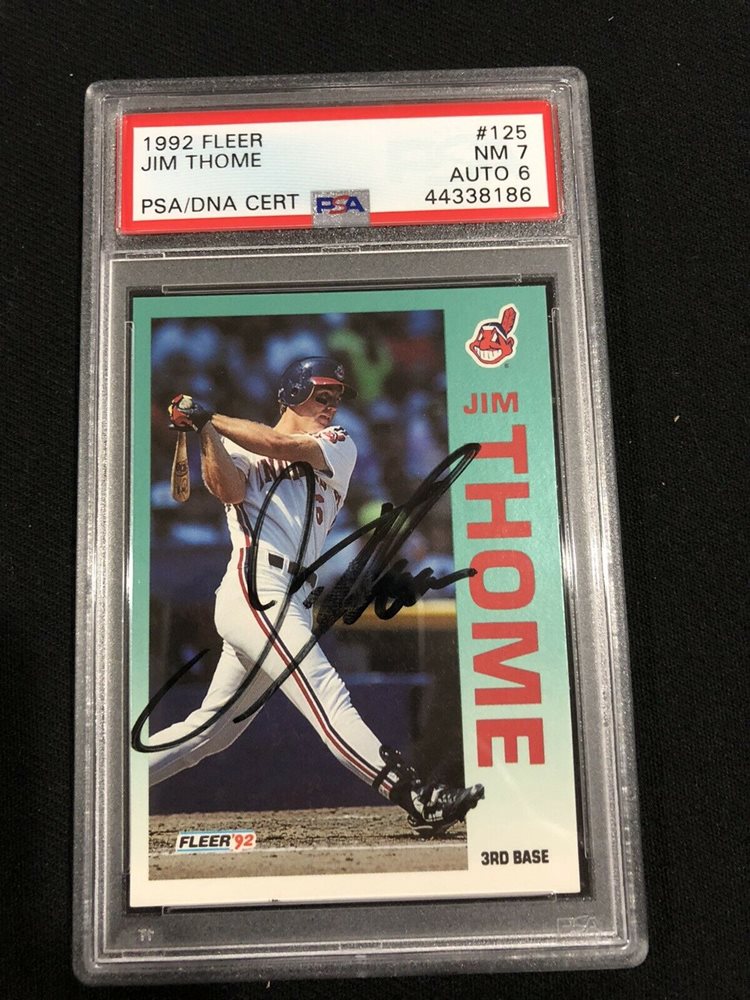 1992 FLEER #125
JIM THOME NM 7
AUTO 6
PSA/DNA CERT PSA 44338186
JIM
THOME
FLEER '92
3RD BASE
PSA